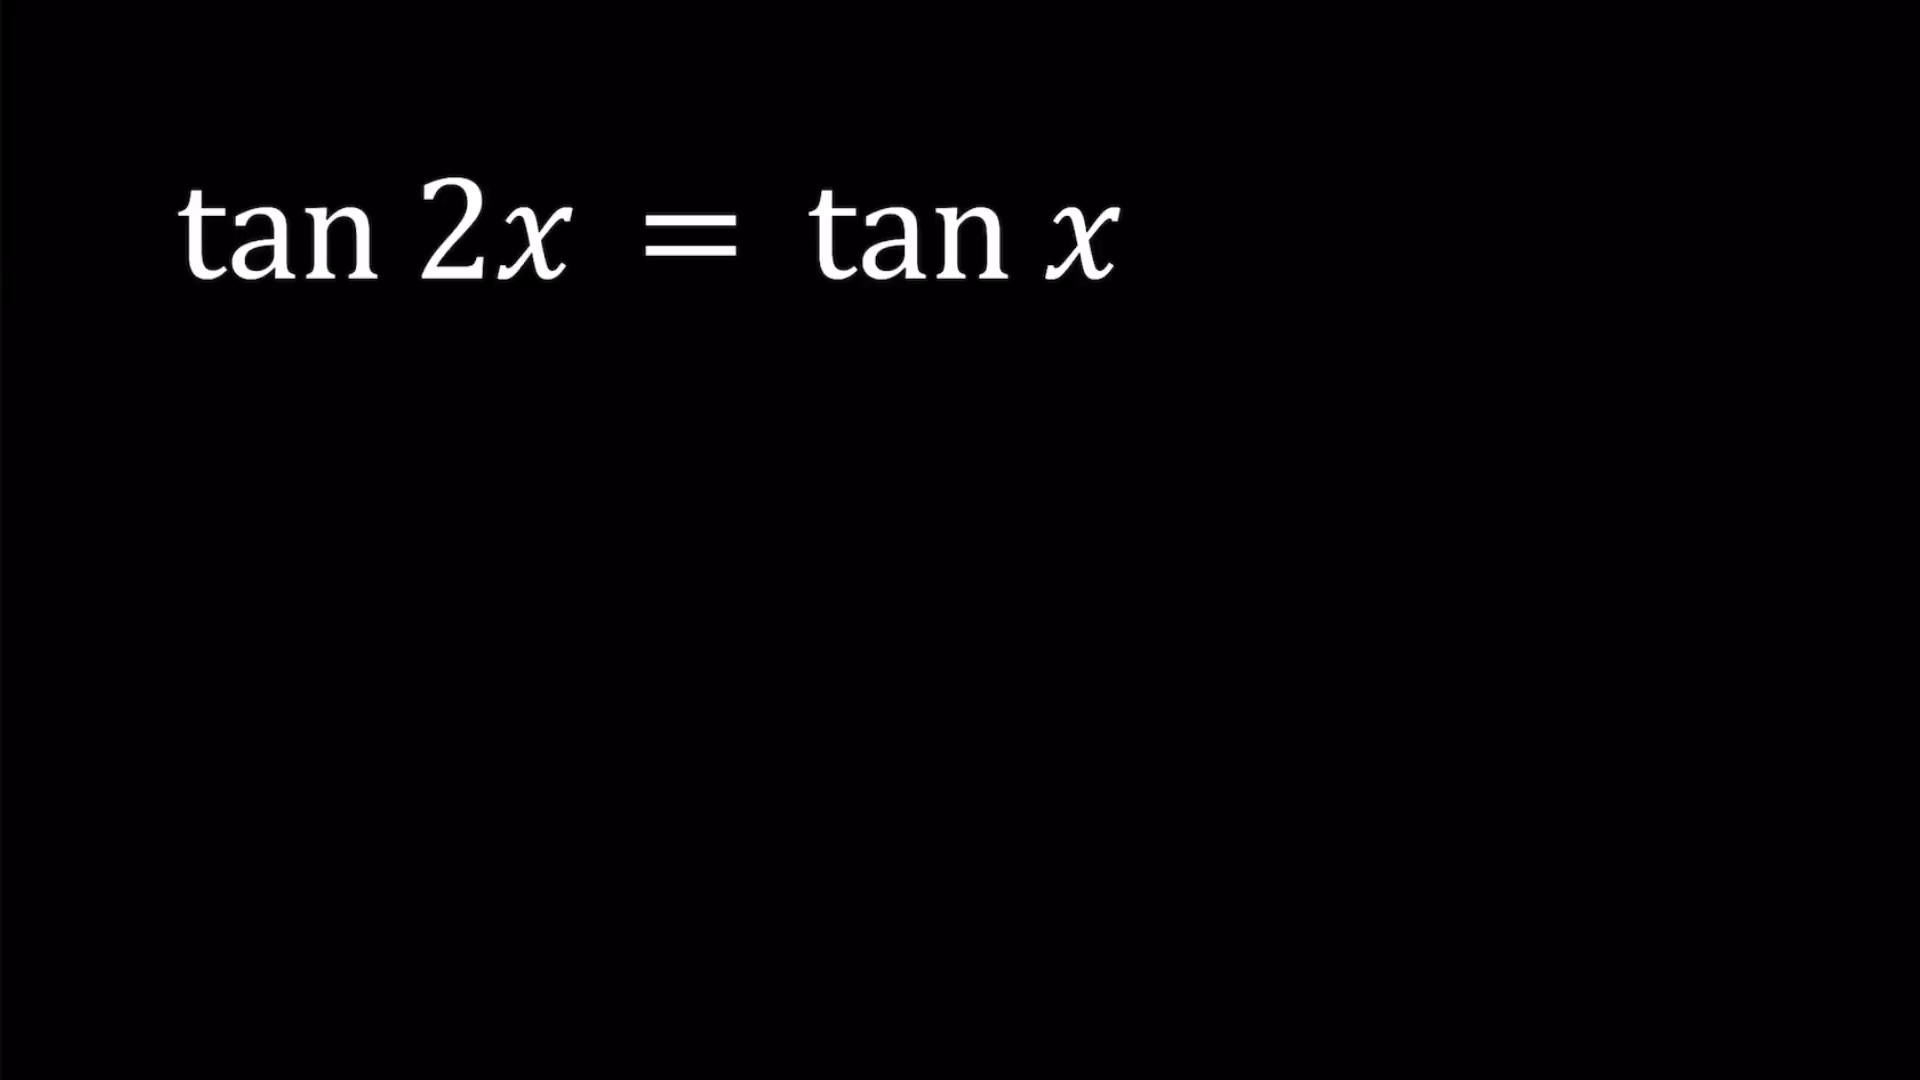 tan 2x = tan x